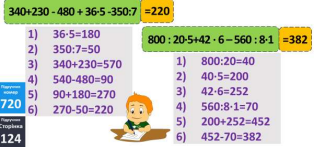 340+230 - 480 + 36·5 -350:7 =220
1) 36·5=180
2) 350:7=50
3) 340+230=570
4) 540-480=90
5) 90+180=270
6) 270-50=220
800 : 20·5+42 · 6 – 560 : 8·1 =382
1) 800:20=40
2) 40·5=200
3) 42·6=252
4) 560:8·1=70
5) 200+252=452
6) 452-70=382
Підручник
номер
720
Підручник
Сторінка
124